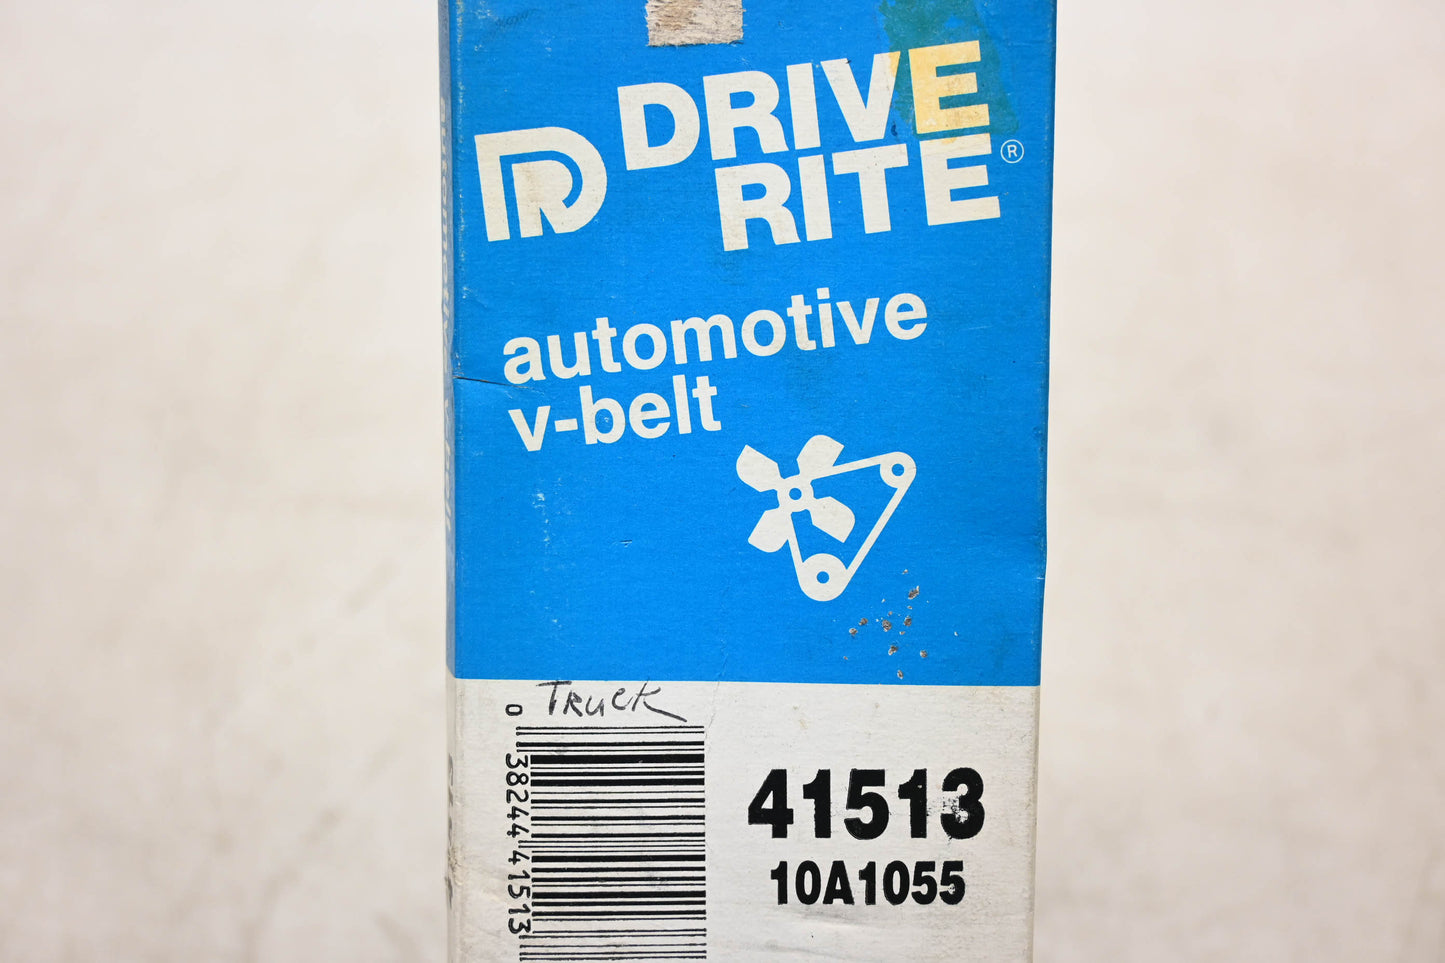 DRIVE
RITE®
automotive
v-belt
Truck
0
38244 41513
41513
10A1055